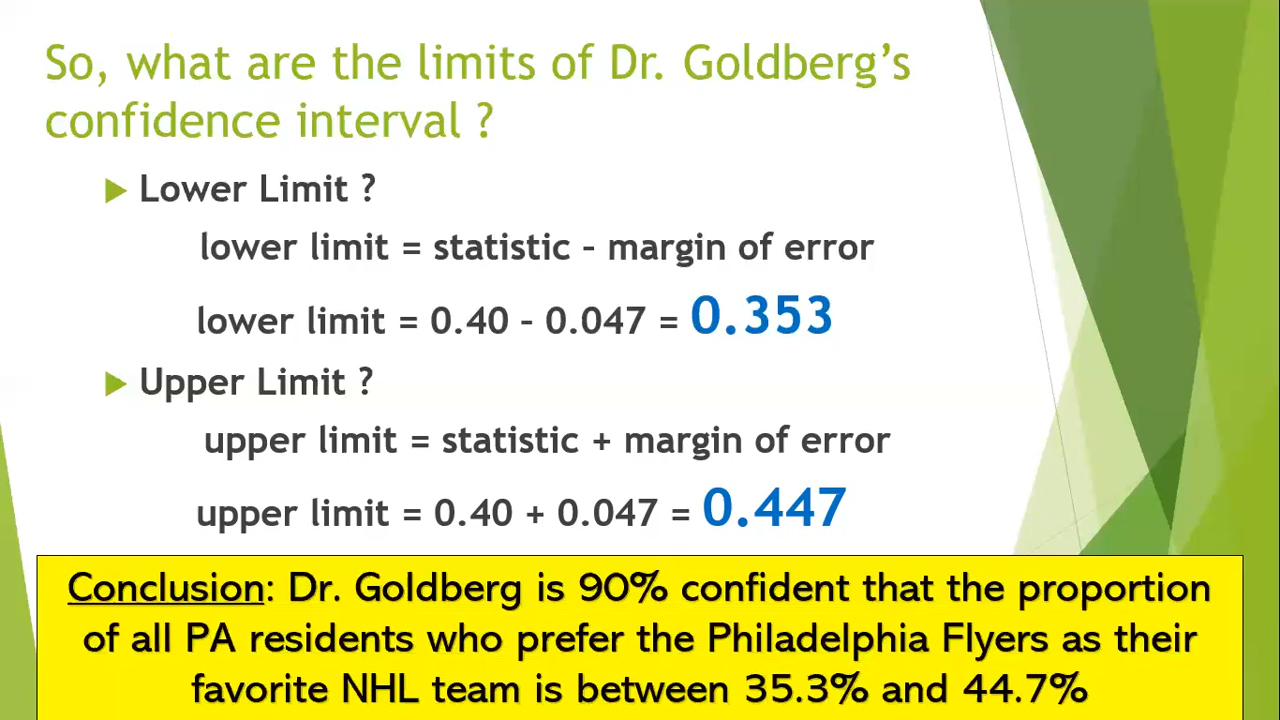 So, what are the limits of Dr. Goldberg’s
confidence interval ?
Lower Limit ?
lower limit = statistic – margin of error
lower limit = 0.40 – 0.047 = 0.353
Upper Limit ?
upper limit = statistic + margin of error
upper limit = 0.40 + 0.047 = 0.447
Conclusion: Dr. Goldberg is 90% confident that the proportion
of all PA residents who prefer the Philadelphia Flyers as their
favorite NHL team is between 35.3% and 44.7%